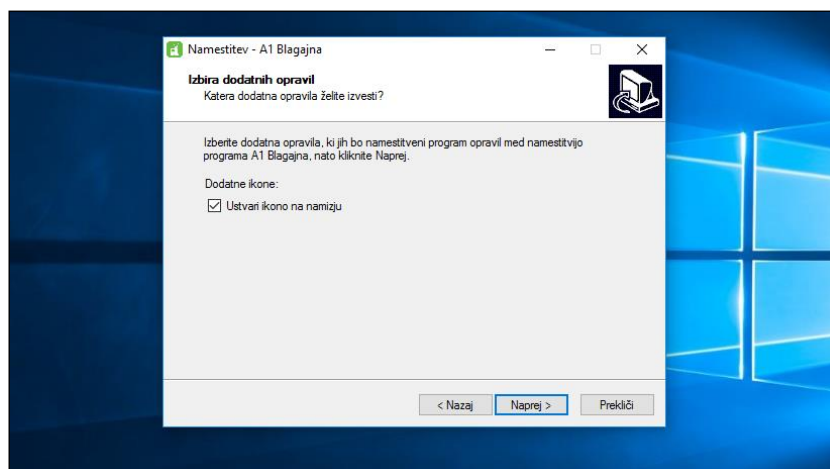 Namestitev - A1 Blagajna
Izbira dodatnih opravil
Katera dodatna opravila želite izvesti?
Izberite dodatna opravila, ki jih bo namestitveni program opravil med namestitvijo
programa A1 Blagajna, nato kliknite Naprej.
Dodatne ikone:
Ustvari ikono na namizju
< Nazaj
Naprej >
Prekliči